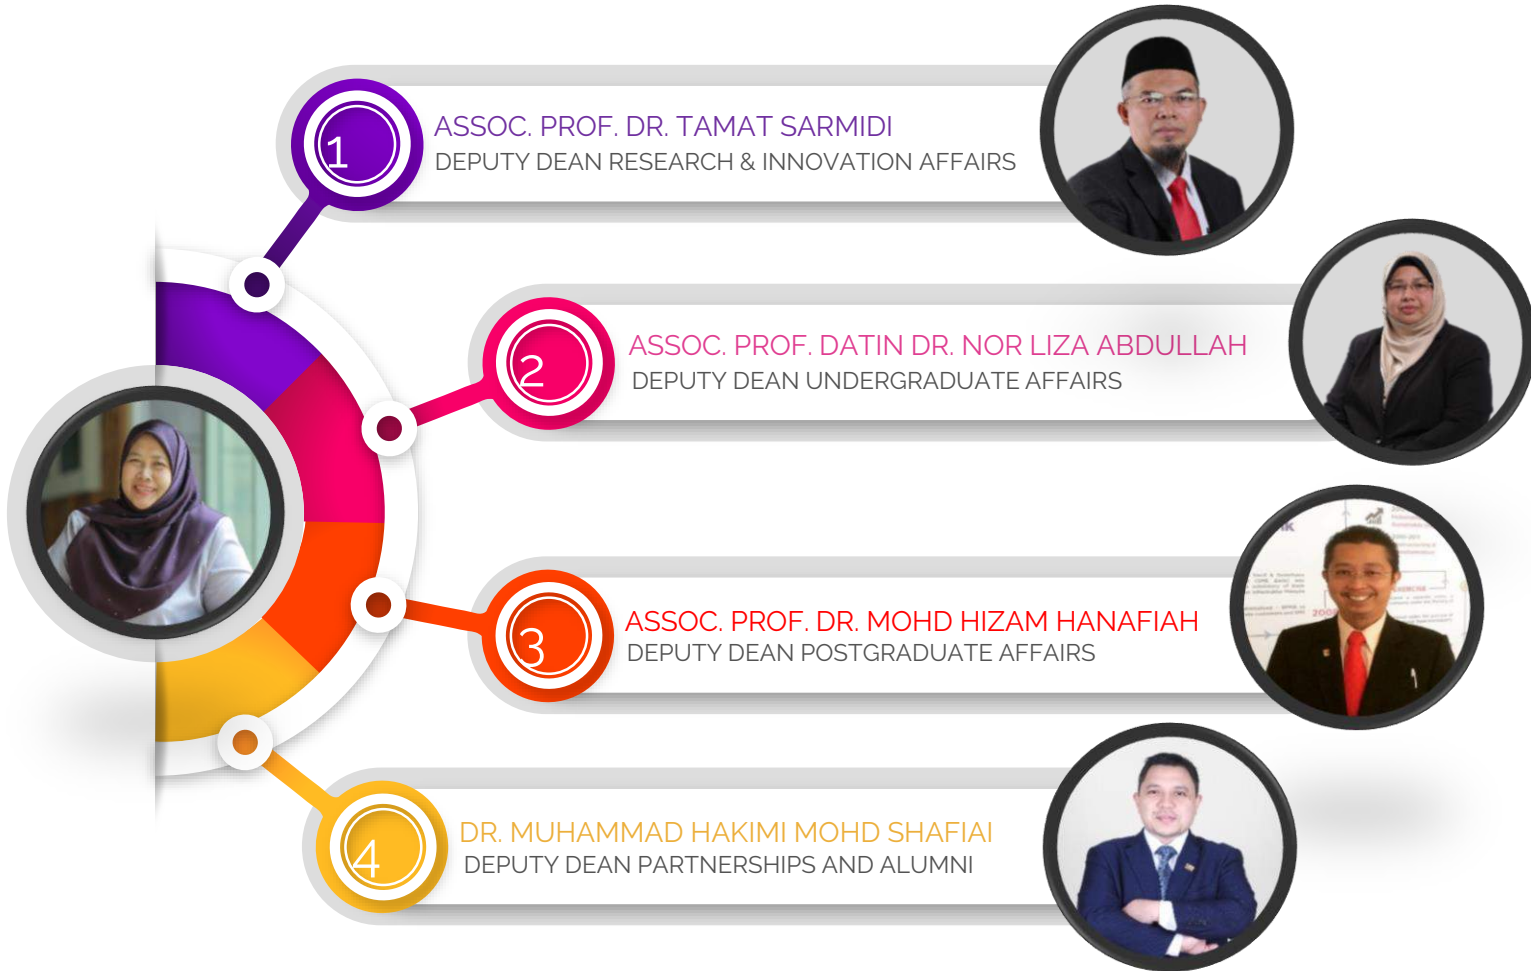 1
ASSOC. PROF. DR. TAMAT SARMIDI
DEPUTY DEAN RESEARCH & INNOVATION AFFAIRS
2
ASSOC. PROF. DATIN DR. NOR LIZA ABDULLAH
DEPUTY DEAN UNDERGRADUATE AFFAIRS
3
ASSOC. PROF. DR. MOHD HIZAM HANAFIAH
DEPUTY DEAN POSTGRADUATE AFFAIRS
4
DR. MUHAMMAD HAKIMI MOHD SHAFIAI
DEPUTY DEAN PARTNERSHIPS AND ALUMNI